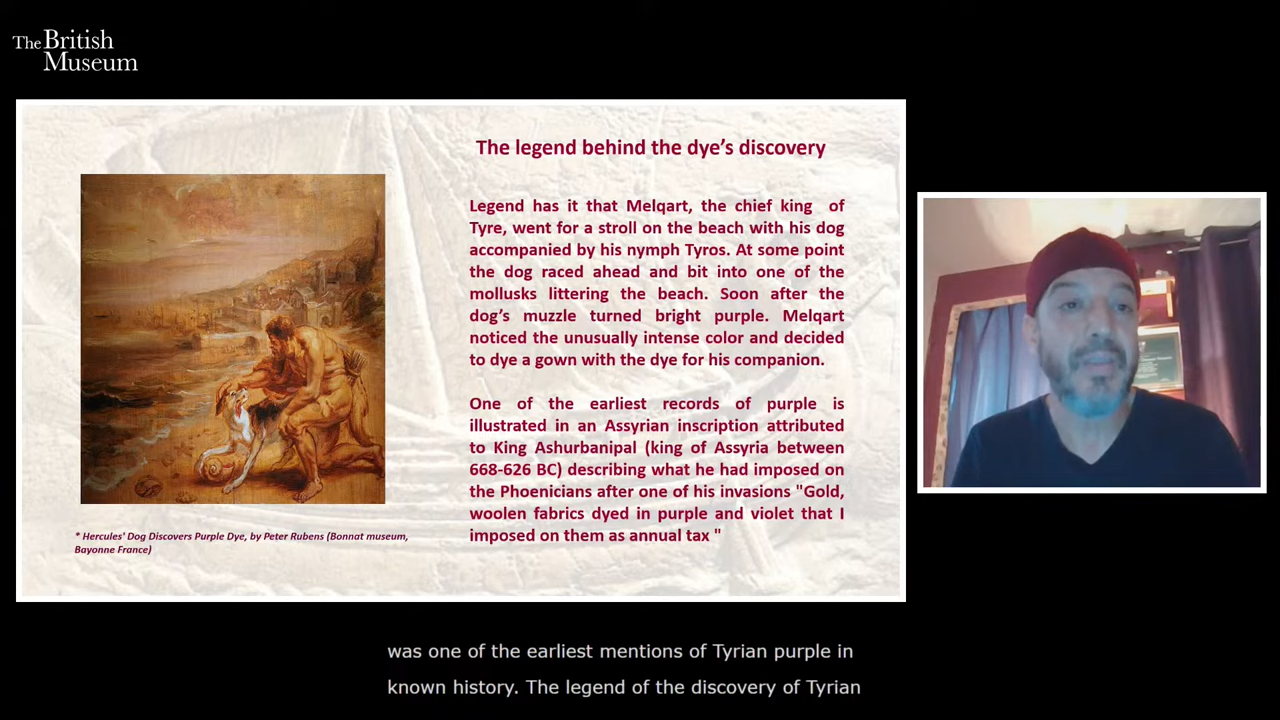 The British
Museum
The legend behind the dye’s discovery
Legend has it that Melqart, the chief king of
Tyre, went for a stroll on the beach with his dog
accompanied by his nymph Tyros. At some point
the dog raced ahead and bit into one of the
mollusks littering the beach. Soon after the
dog’s muzzle turned bright purple. Melqart
noticed the unusually intense color and decided
to dye a gown with the dye for his companion.
One of the earliest records of purple is
illustrated in an Assyrian inscription attributed
to King Ashurbanipal (king of Assyria between
668-626 BC) describing what he had imposed on
the Phoenicians after one of his invasions "Gold,
woolen fabrics dyed in purple and violet that I
imposed on them as annual tax "
* Hercules' Dog Discovers Purple Dye, by Peter Rubens (Bonnat museum,
Bayonne France)
was one of the earliest mentions of Tyrian purple in
known history. The legend of the discovery of Tyrian